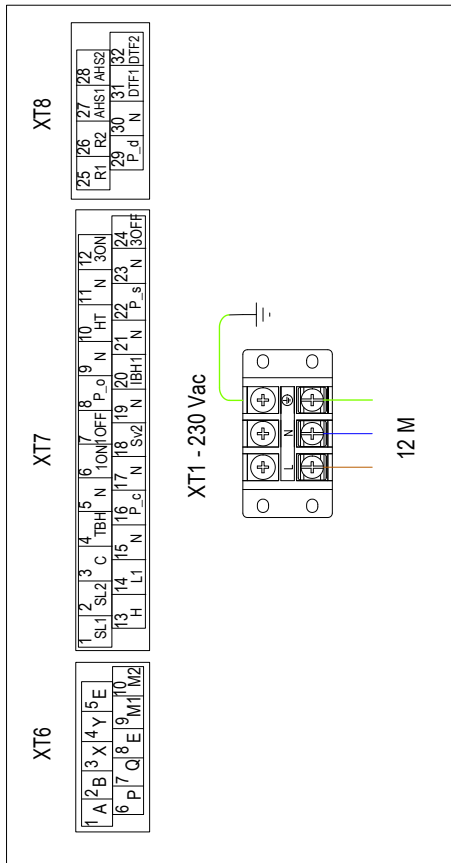 XT6
1 2 3 4 5
A B X Y E
6 7 8 9 10
P Q E M1 M2
XT7
1 2 3 4 5 6 7 8 9 10 11 12
SL1 SL2 C TBH N 1ON 1OFF P_o N HT N 3ON
13 14 15 16 17 18 19 20 21 22 23 24
H L1 N P_c N Sv2 N IBH1 N P_s N 3OFF
XT8
25 26 27 28
R1 R2 AHS1 AHS2
29 30 31 32
P_d N DTF1 DTF2
XT1 - 230 Vac
L N
12 M